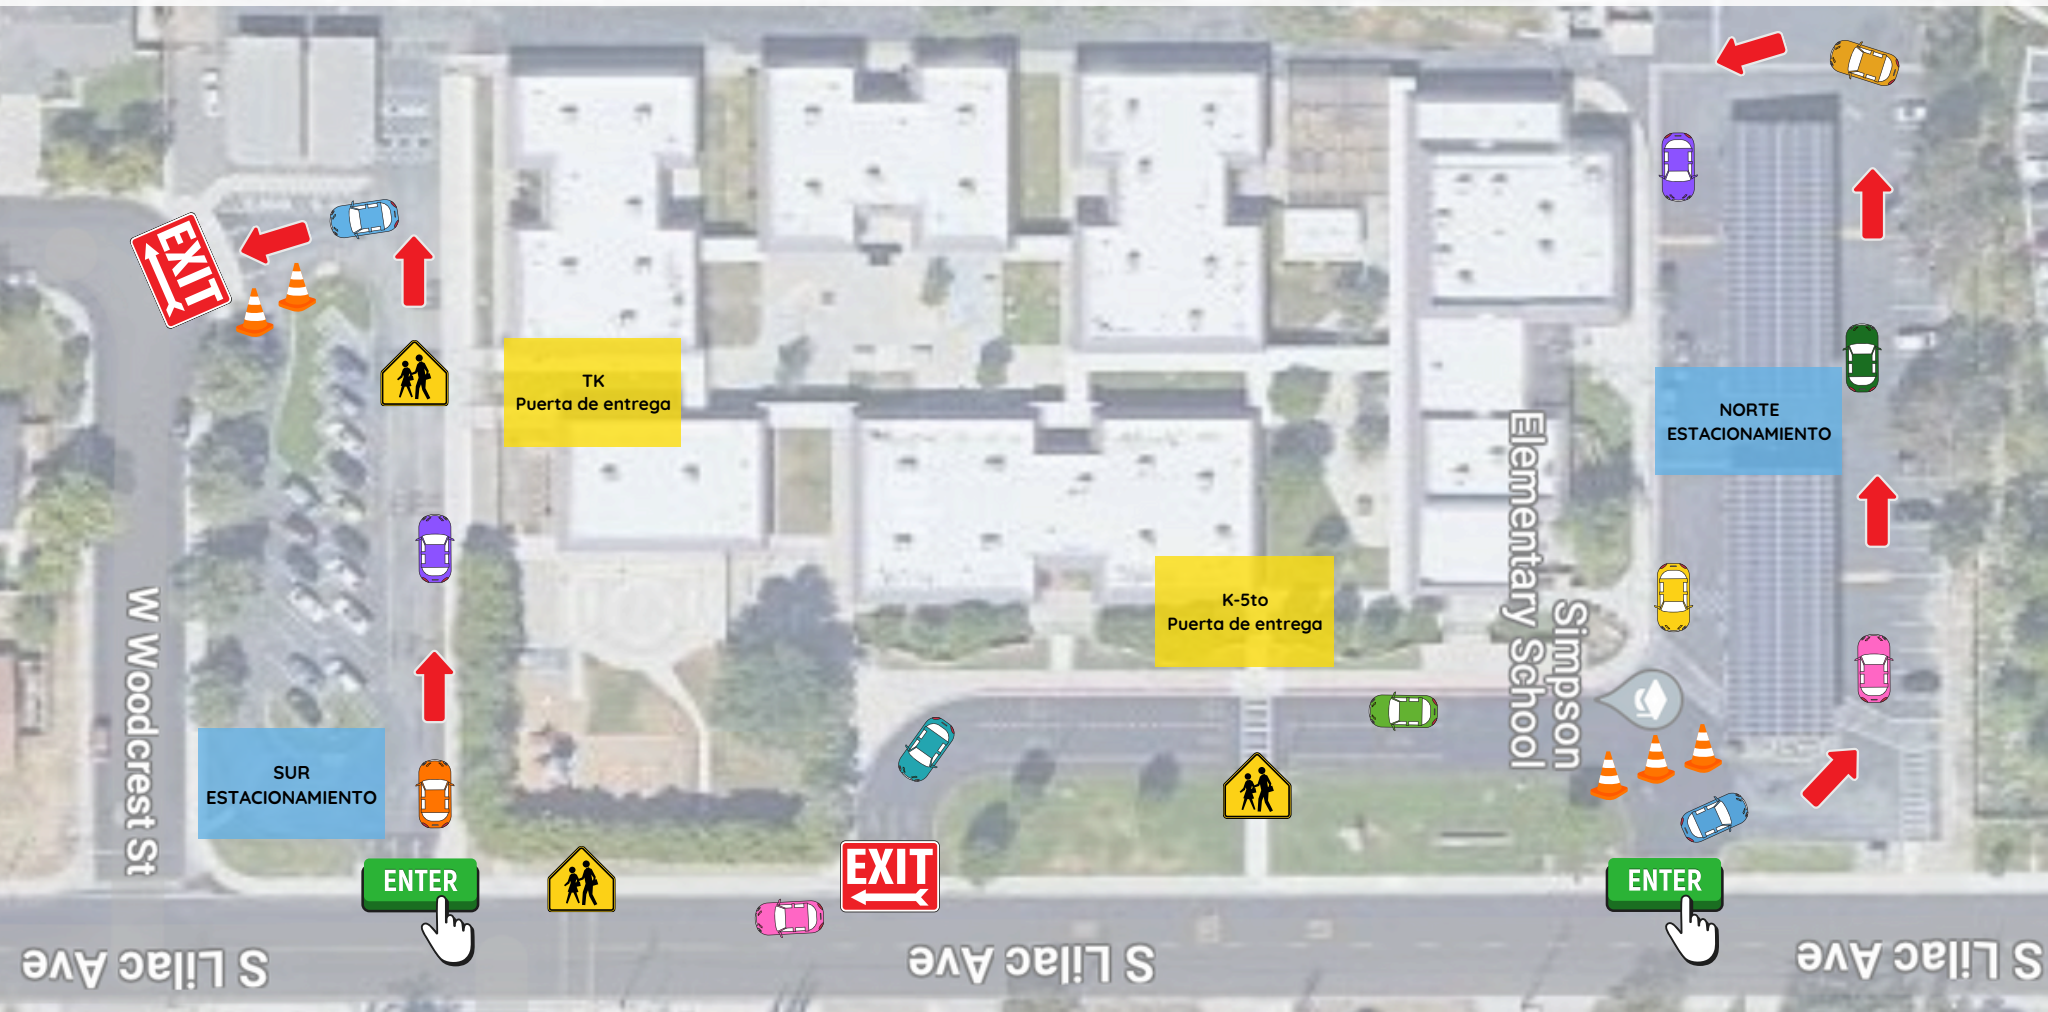 EXIT
TK
Puerta de entrega
NORTE
ESTACIONAMIENTO
Simpson
Elementary School
K-5to
Puerta de entrega
W Woodcrest St
SUR
ESTACIONAMIENTO
ENTER
EXIT
ENTER
S Lilac Ave
S Lilac Ave
S Lilac Ave